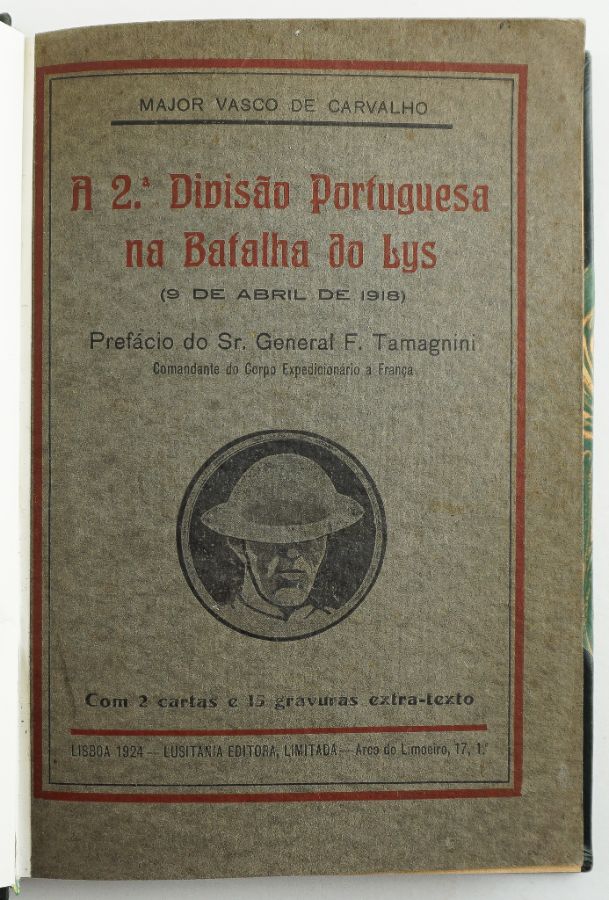 MAJOR VASCO DE CARVALHO
A 2.ª Divisão Portuguesa
na Batalha do Lys
(9 DE ABRIL DE 1918)
Prefácio do Sr. General F. Tamagnini
Comandante do Corpo Expedicionário a França
Com 2 cartas e 15 gravuras extra-texto
LISBOA 1924 — LUSITANIA EDITORA, LIMITADA — Arco do Limoeiro, 17, 1.º